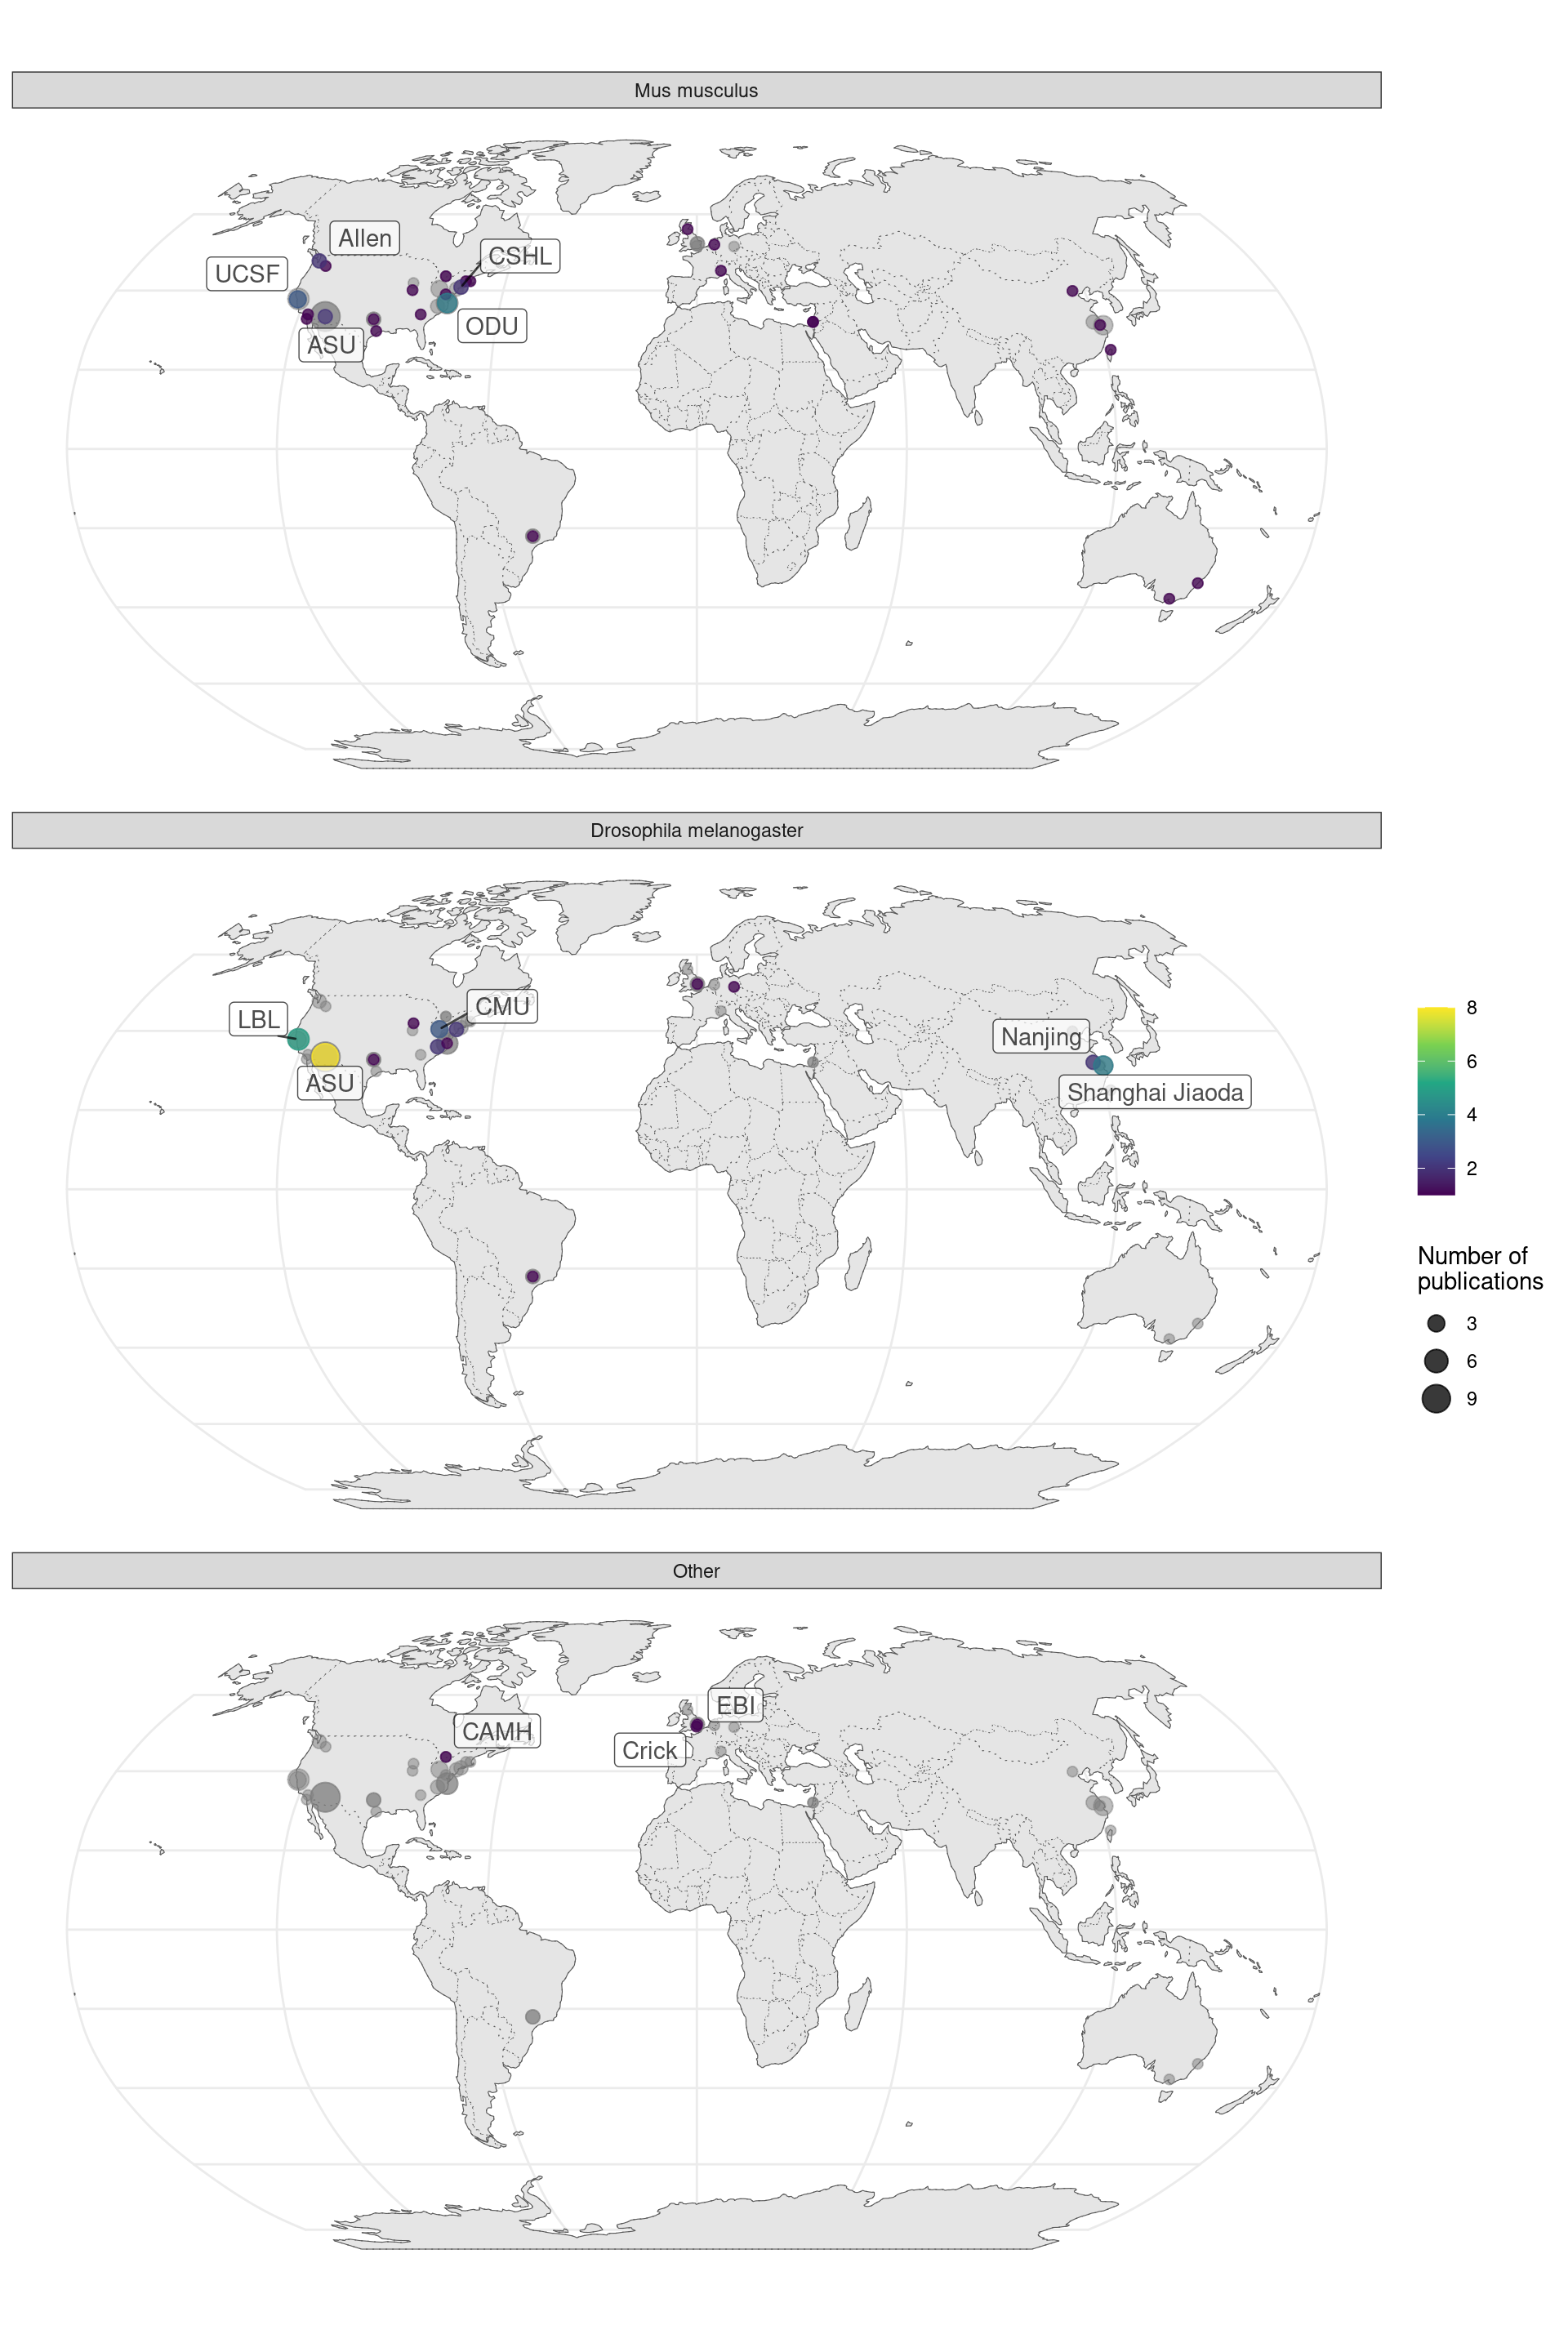 Mus musculus
Allen
CSHL
UCSF
ODU
ASU
Drosophila melanogaster
CMU
LBL
Nanjing
ASU
Shanghai Jiaoda
8
6
4
2
Number of
publications
3
6
9
Other
EBI
CAMH
Crick